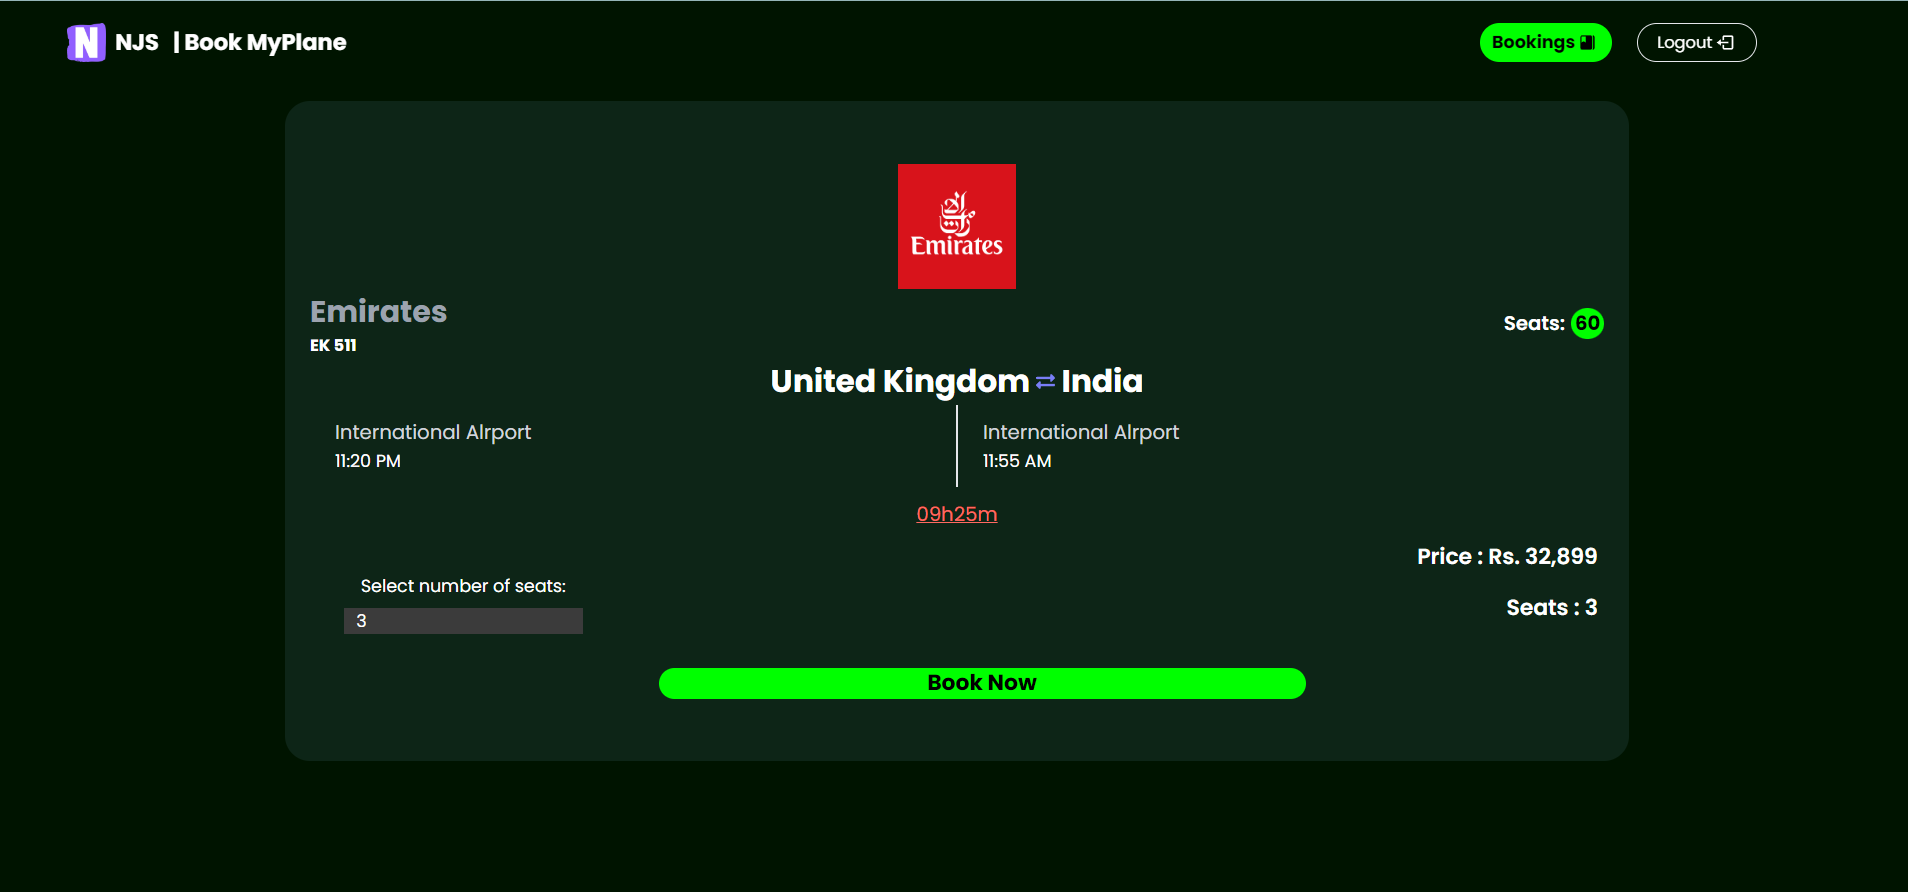 N NJS | Book MyPlane
Bookings
Logout
Emirates
Emirates
EK 511
Seats: 60
United Kingdom ⇄ India
International AIrport
11:20 PM
International AIrport
11:55 AM
09h25m
Price : Rs. 32,899
Select number of seats:
3
Seats : 3
Book Now